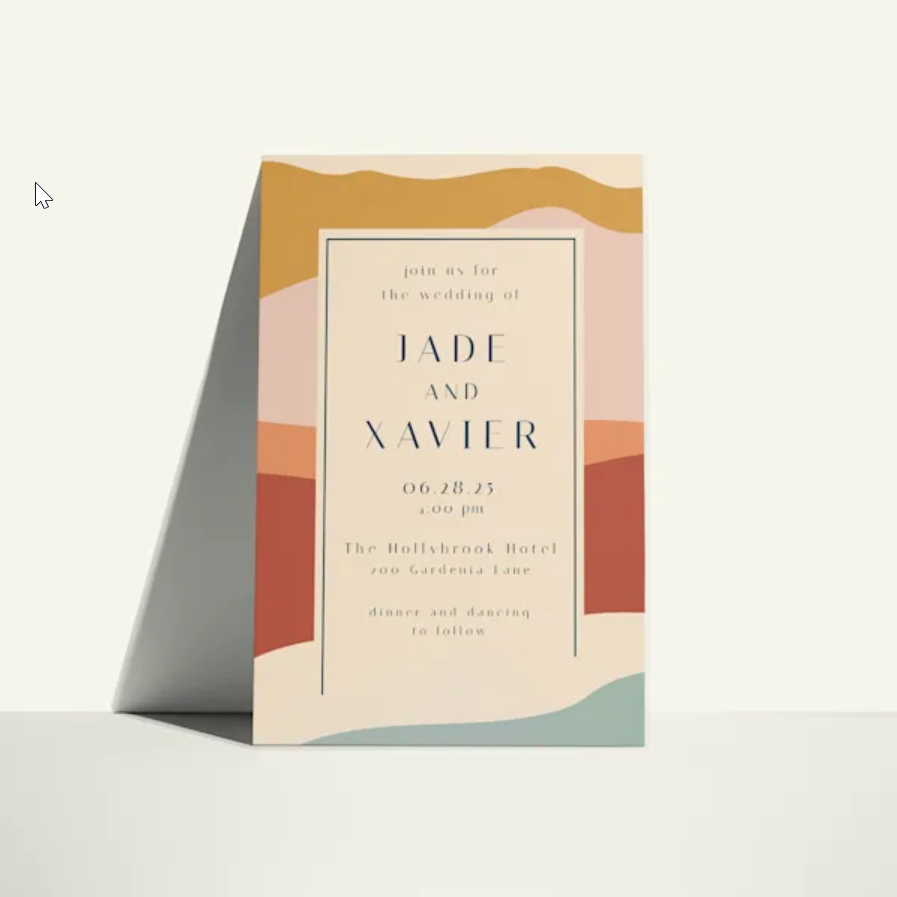 join us for
the wedding of
JADE
AND
XAVIER
06.28.25
4:00 pm
The Hollybrook Hotel
200 Gardenia Lane
dinner and dancing
to follow